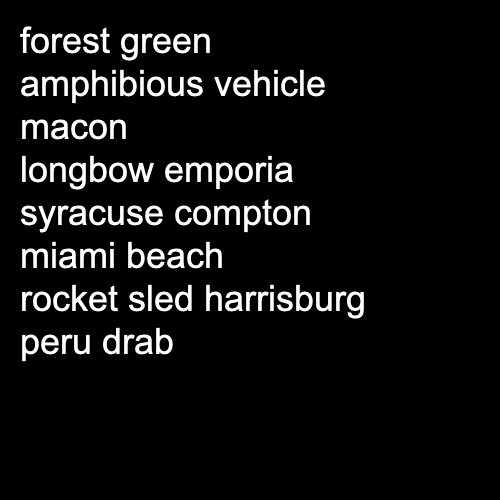 forest green
amphibious vehicle
macon
longbow emporia
syracuse compton
miami beach
rocket sled harrisburg
peru drab